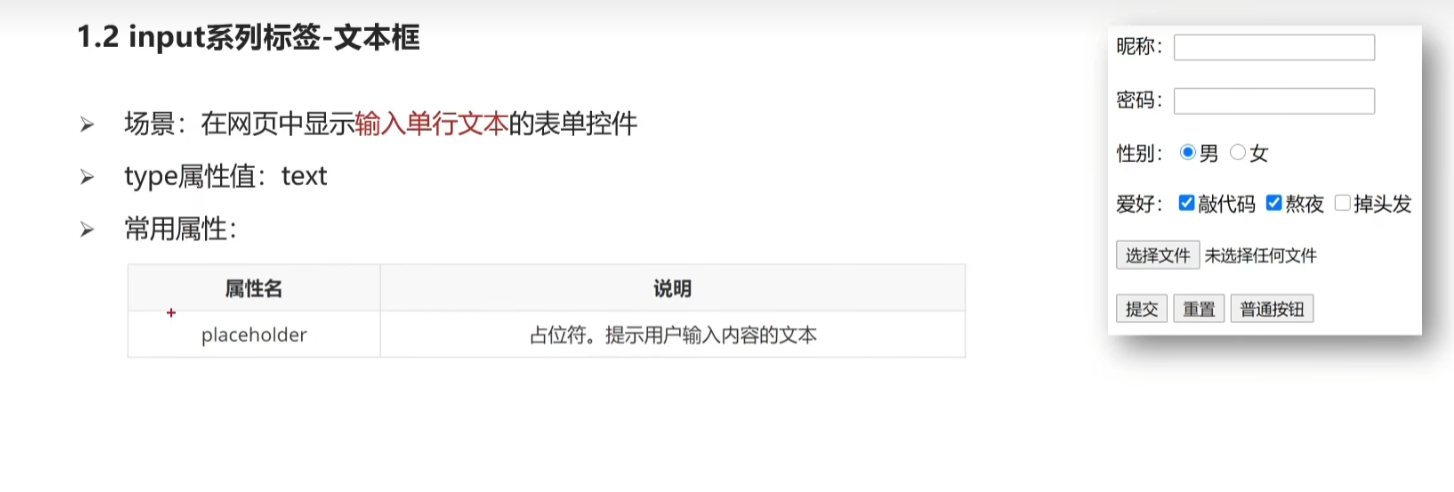 1.2 input系列标签-文本框
场景：在网页中显示输入单行文本的表单控件
type属性值：text
常用属性：
属性名 说明
placeholder 占位符。提示用户输入内容的文本
昵称：
密码：
性别： 男 女
爱好： 敲代码 熬夜 掉头发
选择文件 未选择任何文件
提交 重置 普通按钮